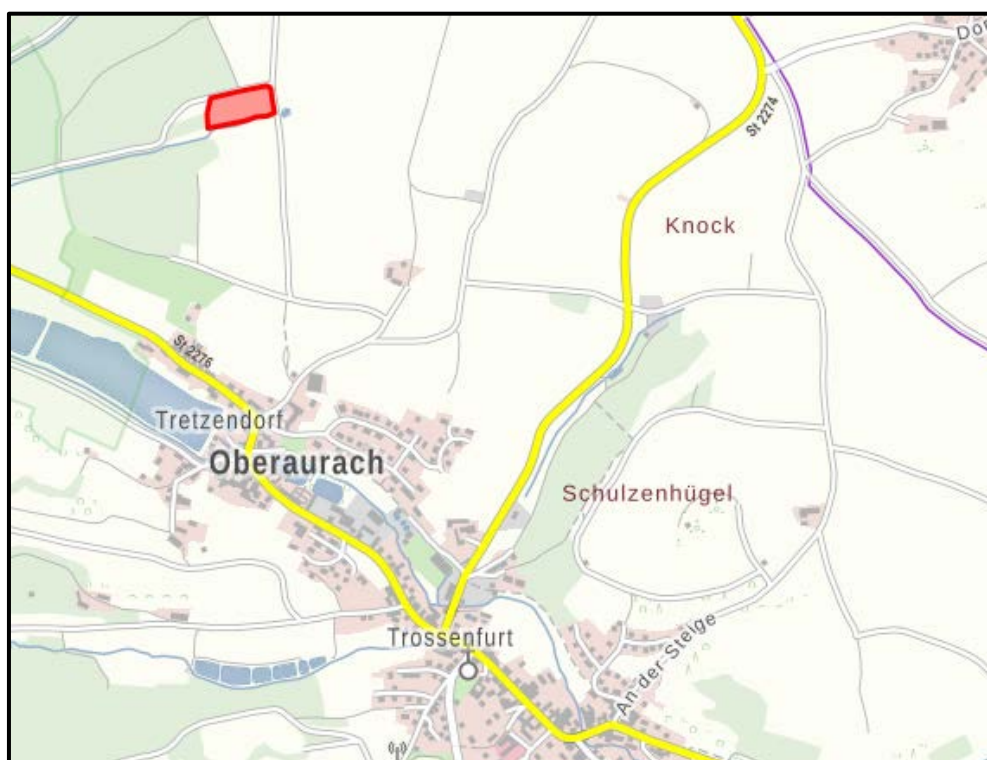 Dor
St 2274
Knock
St 2276
Tretzendorf
Oberaurach
Schulzenhügel
Trossenfurt
An der Steige